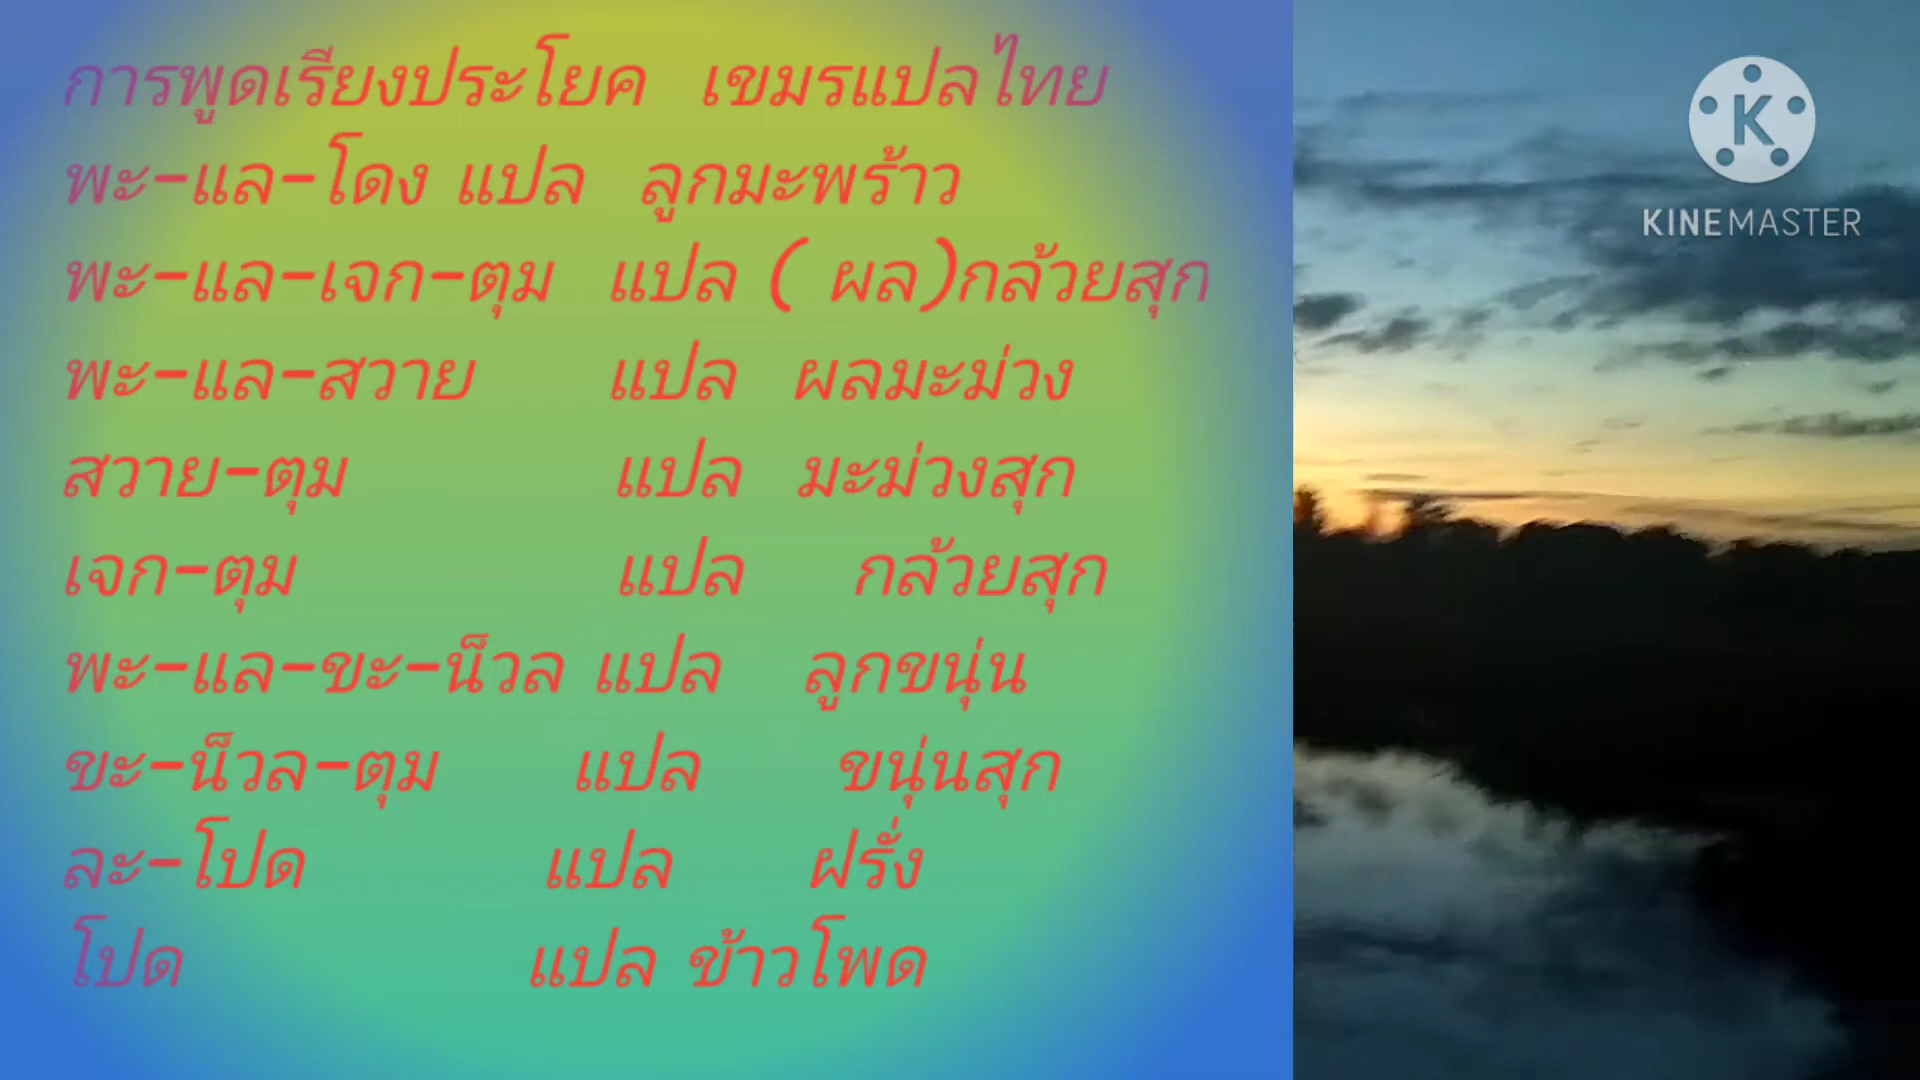 การพูดเรียงประโยค เขมรแปลไทย
พะ-แล-โดง แปล ลูกมะพร้าว
พะ-แล-เจก-ตุม แปล ( ผล)กล้วยสุก
พะ-แล-สวาย แปล ผลมะม่วง
สวาย-ตุม แปล มะม่วงสุก
เจก-ตุม แปล กล้วยสุก
พะ-แล-ขะ-น็วล แปล ลูกขนุ่น
ขะ-น็วล-ตุม แปล ขนุ่นสุก
ละ-โปด แปล ฝรั่ง
โปด แปล ข้าวโพด
K
KINEMASTER